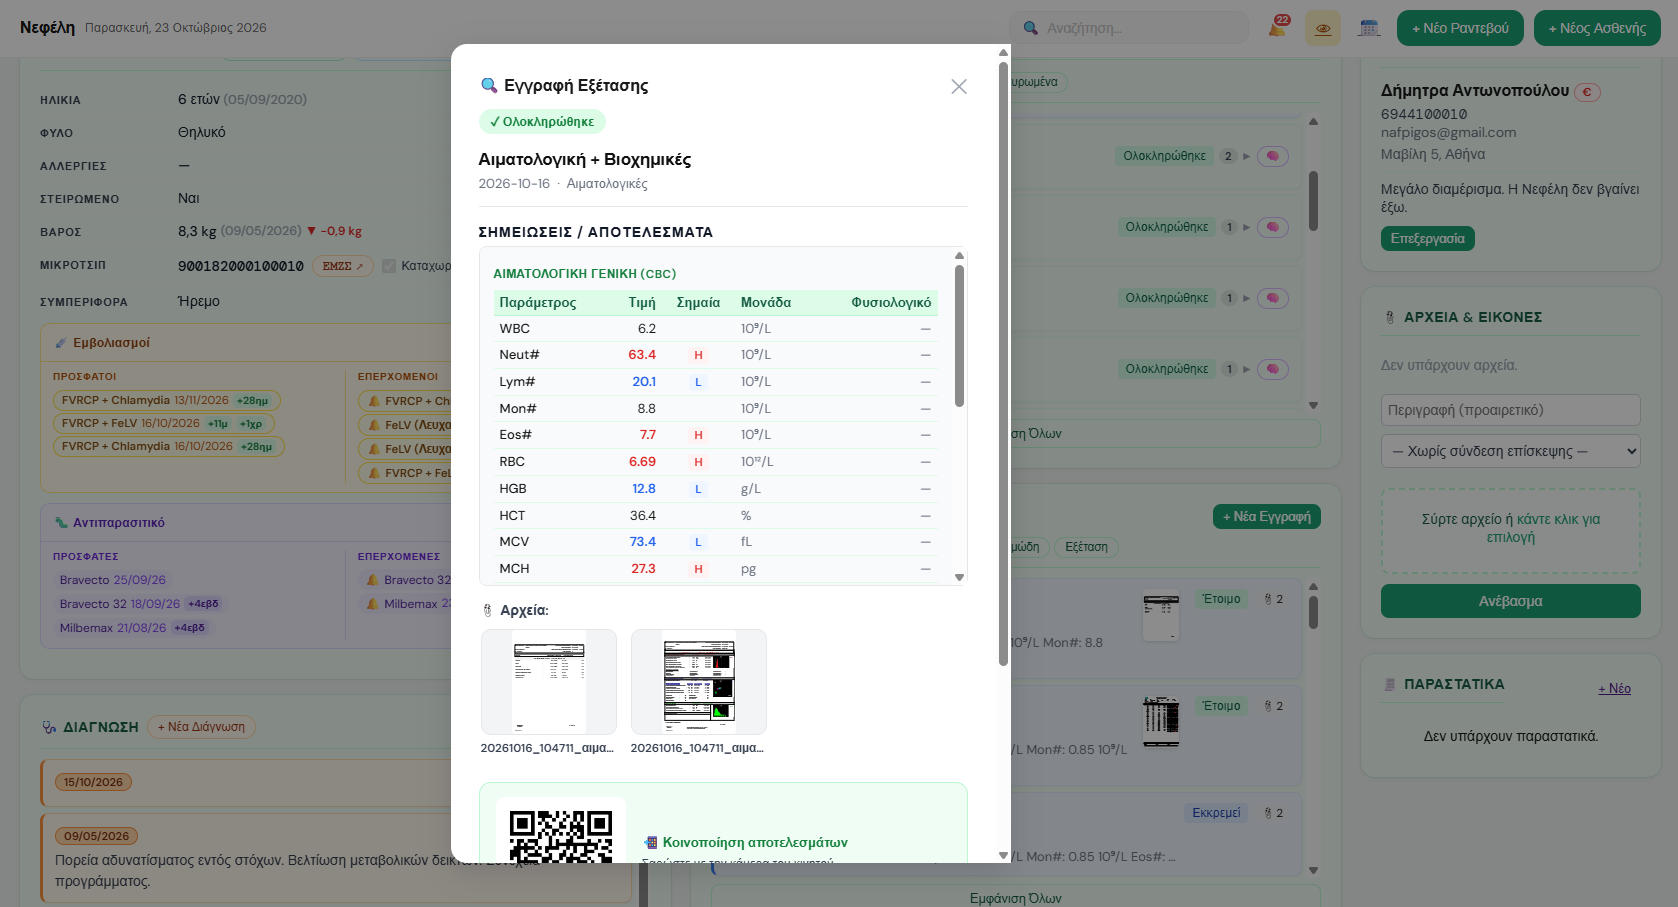 Νεφέλη Παρασκευή, 23 Οκτώβριος 2026
Αναζήτηση...
22
+ Νέο Ραντεβού
+ Νέος Ασθενής
ΗΛΙΚΙΑ 6 ετών (05/09/2020)
ΦΥΛΟ Θηλυκό
ΑΛΛΕΡΓΙΕΣ —
ΣΤΕΙΡΩΜΕΝΟ Ναι
ΒΑΡΟΣ 8,3 kg (09/05/2026) ▼ -0,9 kg
ΜΙΚΡΟΤΣΙΠ 900182000100010 ΕΜΖΣ ↗ Καταχωρ
ΣΥΜΠΕΡΙΦΟΡΑ Ήρεμο
Εμβολιασμοί
ΠΡΟΣΦΑΤΟΙ
FVRCP + Chlamydia 13/11/2026 +28ημ
FVRCP + FeLV 16/10/2026 +11μ +1χρ
FVRCP + Chlamydia 16/10/2026 +28ημ
ΕΠΕΡΧΟΜΕΝΟΙ
FVRCP + Ch
FeLV (Λευχα
FeLV (Λευχα
FVRCP + FeL
Αντιπαρασιτικό
ΠΡΟΣΦΑΤΕΣ
Bravecto 25/09/26
Bravecto 32 18/09/26 +4εβδ
Milbemax 21/08/26 +4εβδ
ΕΠΕΡΧΟΜΕΝΕΣ
Bravecto 32
Milbemax 2
ΔΙΑΓΝΩΣΗ + Νέα Διάγνωση
15/10/2026
09/05/2026
Πορεία αδυνατίσματος εντός στόχων. Βελτίωση μεταβολικών δεικτ
προγράμματος.
Εγγραφή Εξέτασης
✓ Ολοκληρώθηκε
Αιματολογική + Βιοχημικές
2026-10-16 · Αιματολογικές
ΣΗΜΕΙΩΣΕΙΣ / ΑΠΟΤΕΛΕΣΜΑΤΑ
ΑΙΜΑΤΟΛΟΓΙΚΗ ΓΕΝΙΚΗ (CBC)
Παράμετρος Τιμή Σημαία Μονάδα Φυσιολογικό
WBC 6.2 10⁹/L —
Neut# 63.4 H 10⁹/L —
Lym# 20.1 L 10⁹/L —
Mon# 8.8 10⁹/L —
Eos# 7.7 H 10⁹/L —
RBC 6.69 H 10¹²/L —
HGB 12.8 L g/L —
HCT 36.4 % —
MCV 73.4 L fL —
MCH 27.3 H pg —
Αρχεία:
20261016_104711_αιμα...
20261016_104711_αιμα...
Κοινοποίηση αποτελεσμάτων
υρωμένα
Ολοκληρώθηκε 2 ▶
Ολοκληρώθηκε 1 ▶
Ολοκληρώθηκε 1 ▶
Ολοκληρώθηκε 1 ▶
ση Όλων
+ Νέα Εγγραφή
μώδη
Εξέταση
Έτοιμο 2
10⁹/L Mon#: 8.8
Έτοιμο 2
/L Mon#: 0.85 10⁹/L
Εκκρεμεί 2
/L Mon#: 0.85 10⁹/L Eos#: ...
Εμφάνιση Όλων
Δήμητρα Αντωνοπούλου €
6944100010
nafpigos@gmail.com
Μαβίλη 5, Αθήνα
Μεγάλο διαμέρισμα. Η Νεφέλη δεν βγαίνει
έξω.
Επεξεργασία
ΑΡΧΕΙΑ & ΕΙΚΟΝΕΣ
Δεν υπάρχουν αρχεία.
Περιγραφή (προαιρετικό)
— Χωρίς σύνδεση επίσκεψης —
Σύρτε αρχείο ή κάντε κλικ για
επιλογή
Ανέβασμα
ΠΑΡΑΣΤΑΤΙΚΑ
+ Νέο
Δεν υπάρχουν παραστατικά.